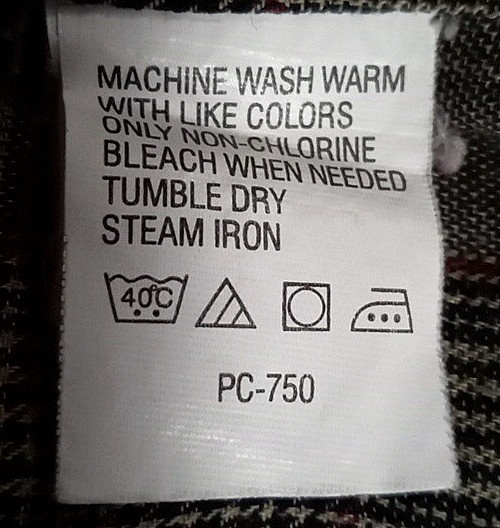 MACHINE WASH WARM
WITH LIKE COLORS
ONLY NON-CHLORINE
BLEACH WHEN NEEDED
TUMBLE DRY
STEAM IRON
40°C
PC-750